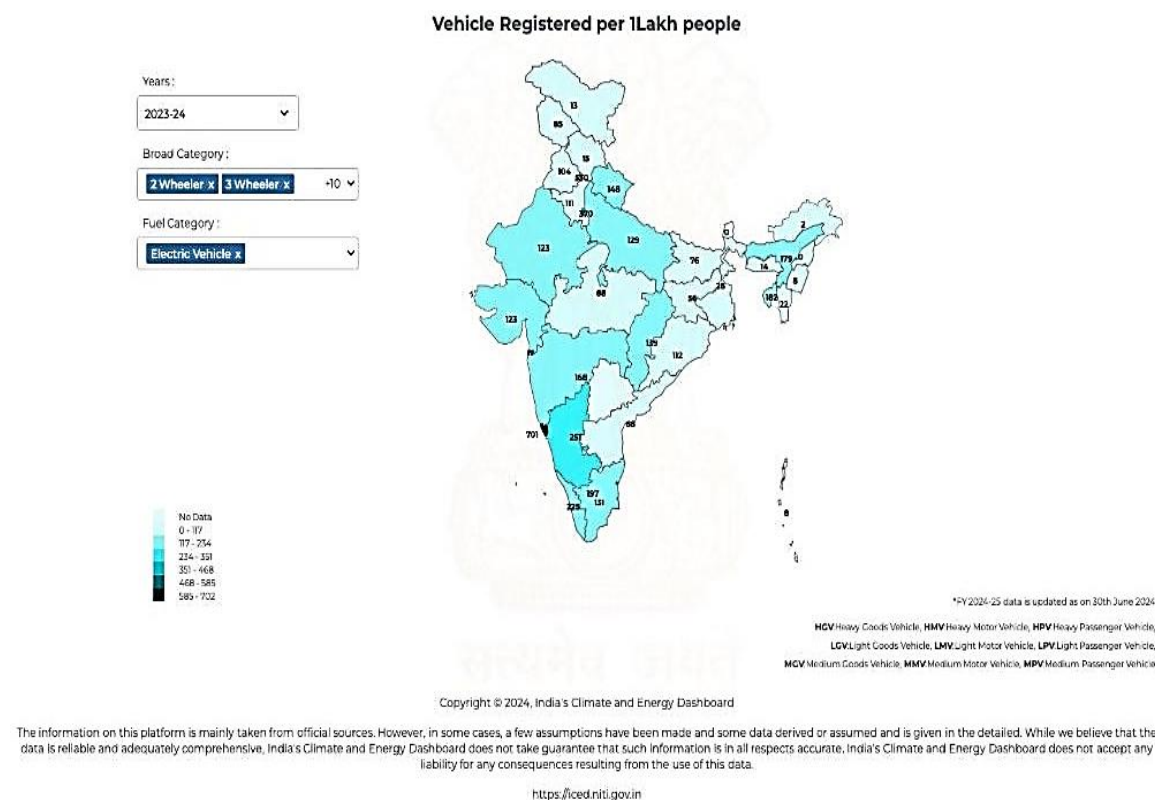 Vehicle Registered per 1Lakh people
Years :
2023-24
Broad Category :
2 Wheeler x 3 Wheeler x +10
Fuel Category :
Electric Vehicle x
13
85
15
104
330
148
111
370
123
129
2
0
76
179
0
14
6
28
88
56
182
22
123
139
112
168
701
251
66
197
131
225
8
No Data
0 - 117
117 - 234
234 - 351
351 - 468
468 - 585
585 - 702
*FY 2024-25 data is updated as on 30th June 2024
HGV:Heavy Goods Vehicle, HMV:Heavy Motor Vehicle, HPV:Heavy Passenger Vehicle,
LGV:Light Goods Vehicle, LMV:Light Motor Vehicle, LPV:Light Passenger Vehicle,
MGV:Medium Goods Vehicle, MMV:Medium Motor Vehicle, MPV:Medium Passenger Vehicle
सत्यमेव जयते
Copyright © 2024, India's Climate and Energy Dashboard
The information on this platform is mainly taken from official sources. However, in some cases, a few assumptions have been made and some data derived or assumed and is given in the detailed. While we believe that the
data is reliable and adequately comprehensive, India's Climate and Energy Dashboard does not take guarantee that such information is in all respects accurate. India's Climate and Energy Dashboard does not accept any
liability for any consequences resulting from the use of this data.
https://iced.niti.gov.in